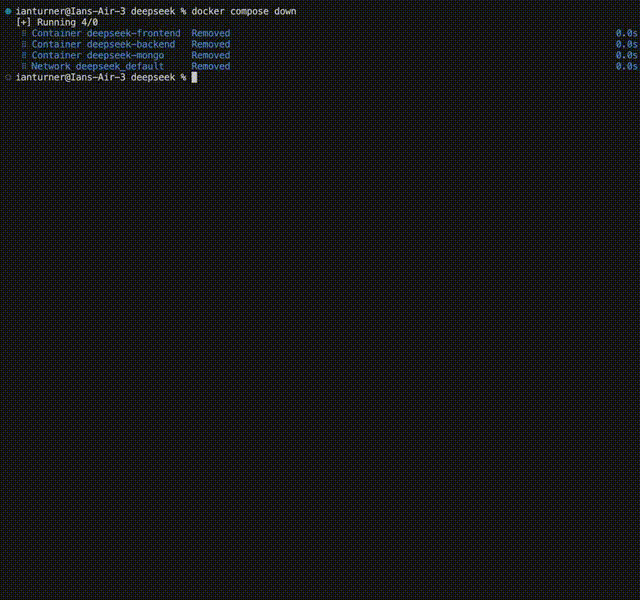 ianturner@Ians-Air-3 deepseek % docker compose down
[+] Running 4/0
Container deepseek-frontend Removed 0.0s
Container deepseek-backend Removed 0.0s
Container deepseek-mongo Removed 0.0s
Network deepseek_default Removed 0.0s
ianturner@Ians-Air-3 deepseek %